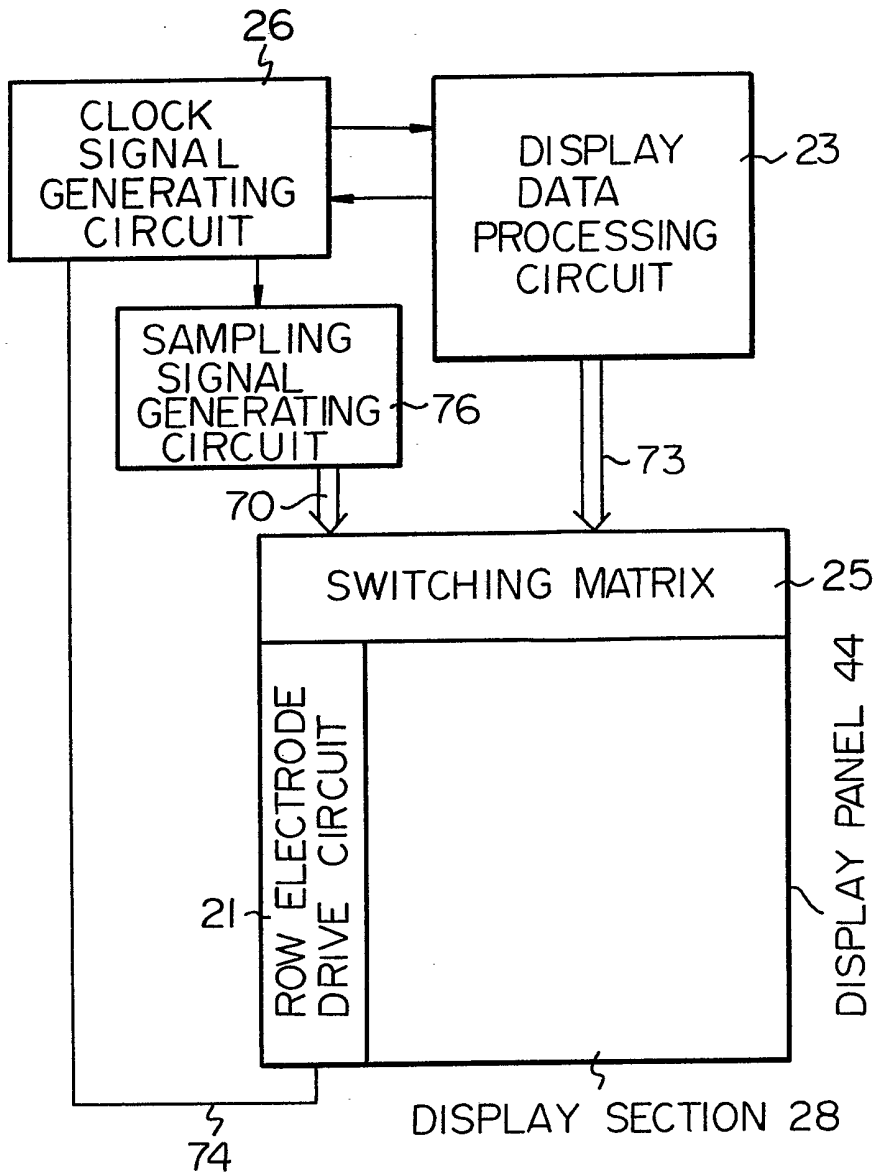 26
CLOCK
SIGNAL
GENERATING
CIRCUIT
DISPLAY
DATA
PROCESSING
CIRCUIT
23
SAMPLING
SIGNAL
GENERATING
CIRCUIT
76
70
73
SWITCHING MATRIX
25
ROW ELECTRODE
DRIVE CIRCUIT
21
DISPLAY PANEL 44
DISPLAY SECTION 28
74